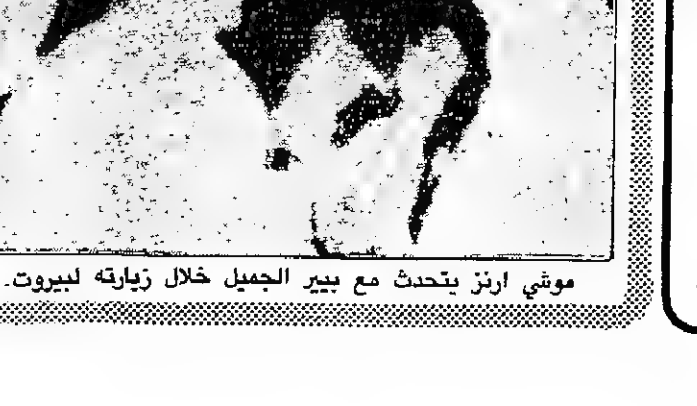 موشي ارنز يتحدث مع بيير الجميل خلال زيارته لبيروت.